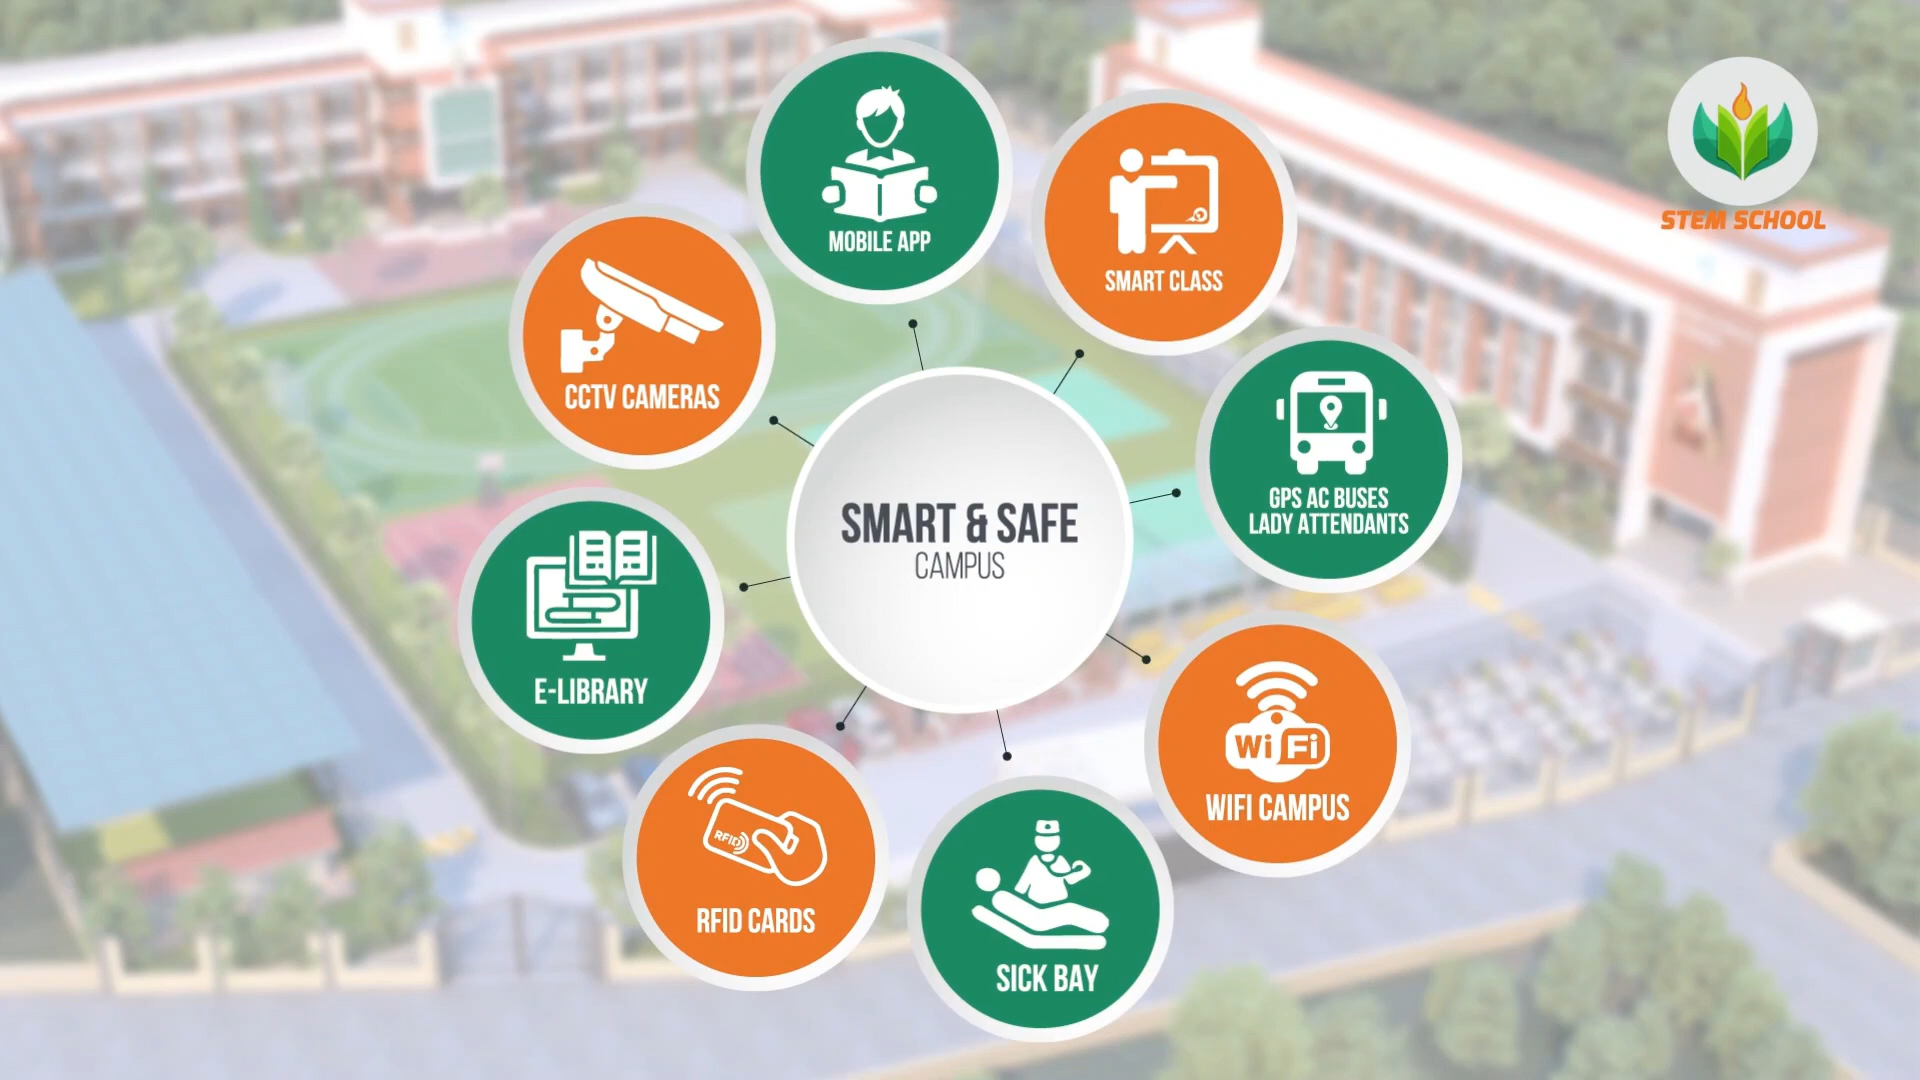 MOBILE APP
SMART CLASS
STEM SCHOOL
CCTV CAMERAS
GPS AC BUSES
LADY ATTENDANTS
SMART & SAFE
CAMPUS
E-LIBRARY
Wi Fi
WIFI CAMPUS
RFID
RFID CARDS
SICK BAY